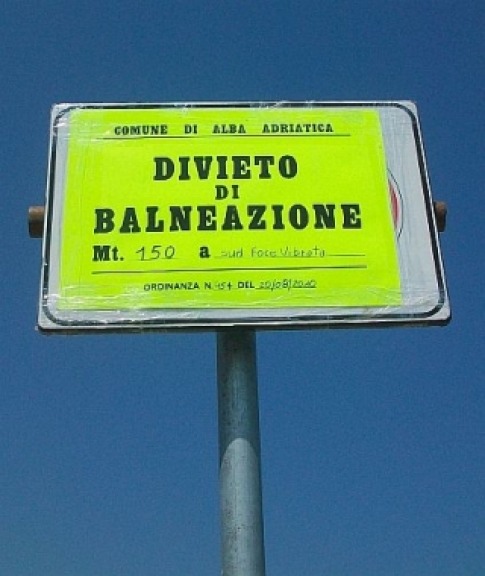 COMUNE DI ALBA ADRIATICA
DIVIETO
DI
BALNEAZIONE
Mt. 150 a sud Foce Vibrata
ORDINANZA N. 154 DEL 20/08/2010